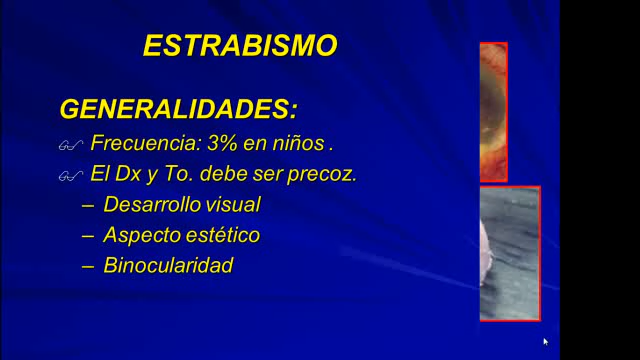 ESTRABISMO
GENERALIDADES:
Frecuencia: 3% en niños .
El Dx y To. debe ser precoz.
– Desarrollo visual
– Aspecto estético
– Binocularidad